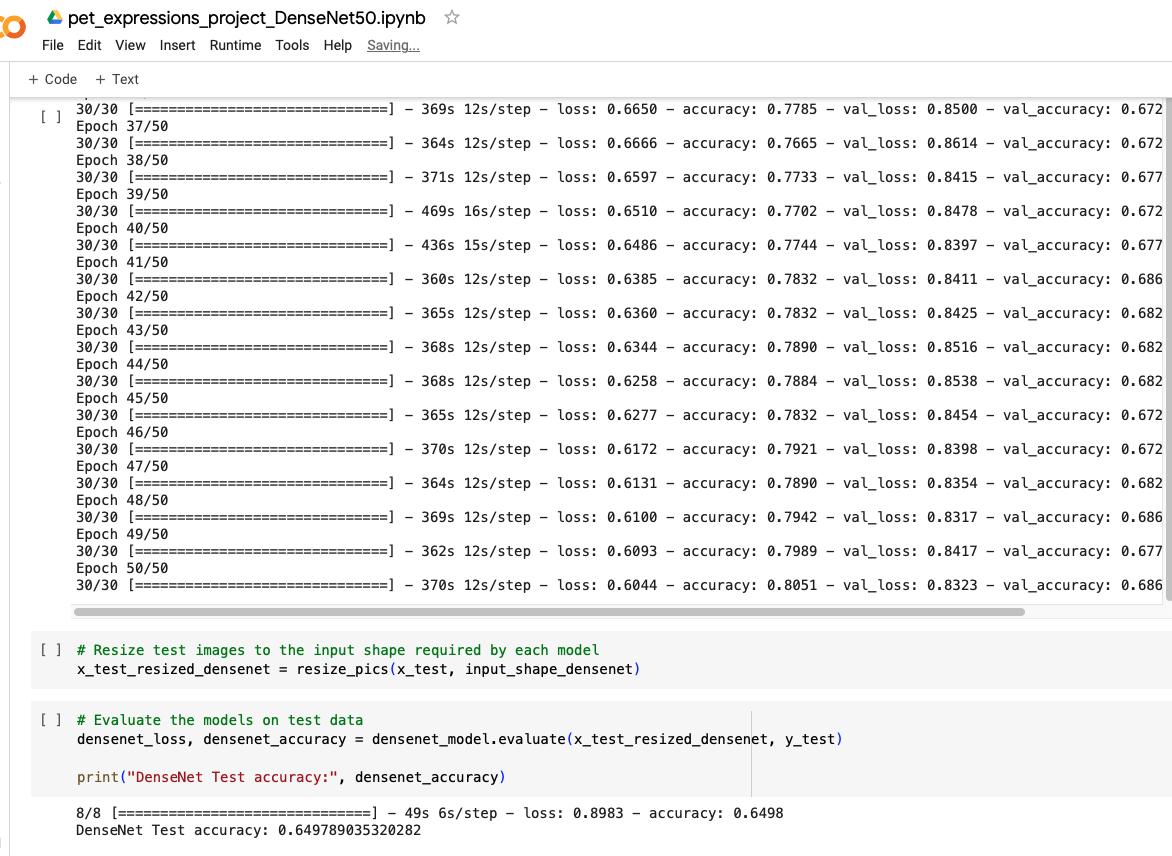 pet_expressions_project_DenseNet50.ipynb
File Edit View Insert Runtime Tools Help Saving...
+ Code + Text
[ ] 30/30 [==============================] - 369s 12s/step - loss: 0.6650 - accuracy: 0.7785 - val_loss: 0.8500 - val_accuracy: 0.672
Epoch 37/50
30/30 [==============================] - 364s 12s/step - loss: 0.6666 - accuracy: 0.7665 - val_loss: 0.8614 - val_accuracy: 0.672
Epoch 38/50
30/30 [==============================] - 371s 12s/step - loss: 0.6597 - accuracy: 0.7733 - val_loss: 0.8415 - val_accuracy: 0.677
Epoch 39/50
30/30 [==============================] - 469s 16s/step - loss: 0.6510 - accuracy: 0.7702 - val_loss: 0.8478 - val_accuracy: 0.672
Epoch 40/50
30/30 [==============================] - 436s 15s/step - loss: 0.6486 - accuracy: 0.7744 - val_loss: 0.8397 - val_accuracy: 0.677
Epoch 41/50
30/30 [==============================] - 360s 12s/step - loss: 0.6385 - accuracy: 0.7832 - val_loss: 0.8411 - val_accuracy: 0.686
Epoch 42/50
30/30 [==============================] - 365s 12s/step - loss: 0.6360 - accuracy: 0.7832 - val_loss: 0.8425 - val_accuracy: 0.682
Epoch 43/50
30/30 [==============================] - 368s 12s/step - loss: 0.6344 - accuracy: 0.7890 - val_loss: 0.8516 - val_accuracy: 0.682
Epoch 44/50
30/30 [==============================] - 368s 12s/step - loss: 0.6258 - accuracy: 0.7884 - val_loss: 0.8538 - val_accuracy: 0.682
Epoch 45/50
30/30 [==============================] - 365s 12s/step - loss: 0.6277 - accuracy: 0.7832 - val_loss: 0.8454 - val_accuracy: 0.672
Epoch 46/50
30/30 [==============================] - 370s 12s/step - loss: 0.6172 - accuracy: 0.7921 - val_loss: 0.8398 - val_accuracy: 0.672
Epoch 47/50
30/30 [==============================] - 364s 12s/step - loss: 0.6131 - accuracy: 0.7890 - val_loss: 0.8354 - val_accuracy: 0.682
Epoch 48/50
30/30 [==============================] - 369s 12s/step - loss: 0.6100 - accuracy: 0.7942 - val_loss: 0.8317 - val_accuracy: 0.686
Epoch 49/50
30/30 [==============================] - 362s 12s/step - loss: 0.6093 - accuracy: 0.7989 - val_loss: 0.8417 - val_accuracy: 0.677
Epoch 50/50
30/30 [==============================] - 370s 12s/step - loss: 0.6044 - accuracy: 0.8051 - val_loss: 0.8323 - val_accuracy: 0.686
[ ] # Resize test images to the input shape required by each model
x_test_resized_densenet = resize_pics(x_test, input_shape_densenet)
[ ] # Evaluate the models on test data
densenet_loss, densenet_accuracy = densenet_model.evaluate(x_test_resized_densenet, y_test)
print("DenseNet Test accuracy:", densenet_accuracy)
8/8 [==============================] - 49s 6s/step - loss: 0.8983 - accuracy: 0.6498
DenseNet Test accuracy: 0.649789035320282